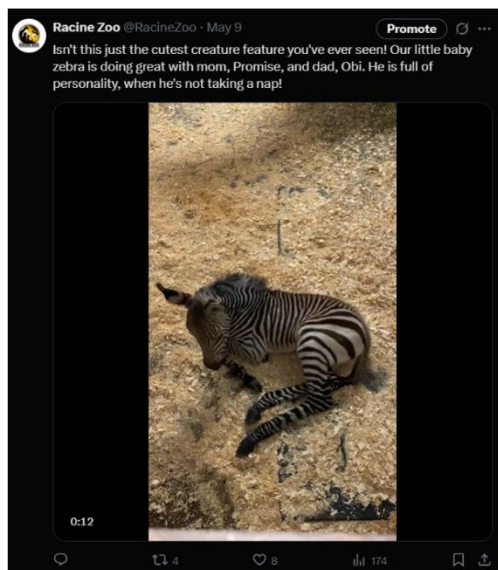 Racine Zoo @RacineZoo · May 9
Promote
Isn't this just the cutest creature feature you've ever seen! Our little baby
zebra is doing great with mom, Promise, and dad, Obi. He is full of
personality, when he's not taking a nap!
0:12
4
8
174